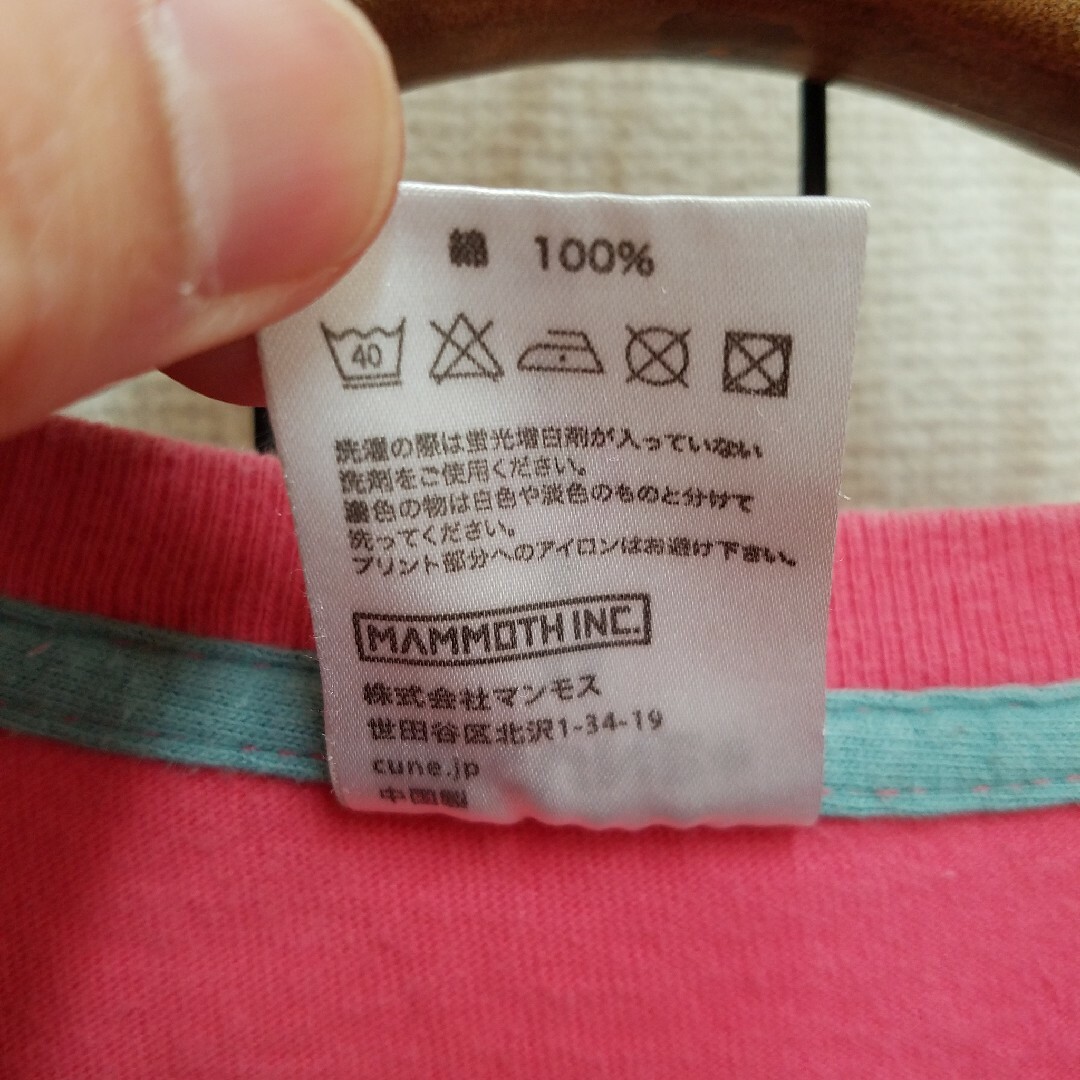 綿 100%
40
洗濯の際は蛍光増白剤が入っていない
洗剤をご使用ください。
濃色の物は白色や淡色のものと分けて
洗ってください。
プリント部分へのアイロンはお避け下さい。
MAMMOTH INC.
株式会社マンモス
世田谷区北沢1-34-19
cune.jp
中国製